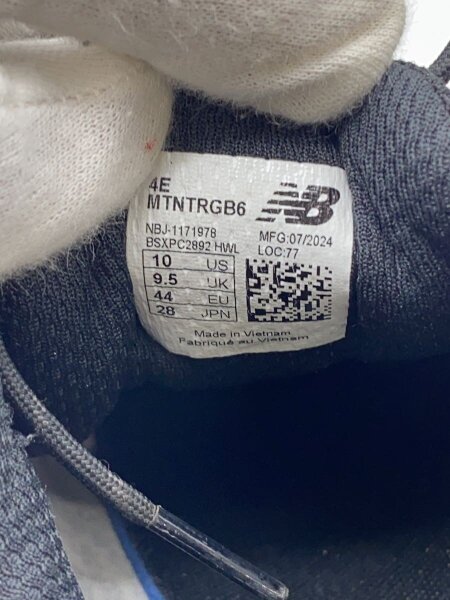 4E
MTNTRGB6
NB
NBJ-1171978
BSXPC2892 HWL
MFG:07/2024
LOC:77
10 US
9.5 UK
44 EU
28 JPN
Made in Vietnam
Fabriqué au Vietnam